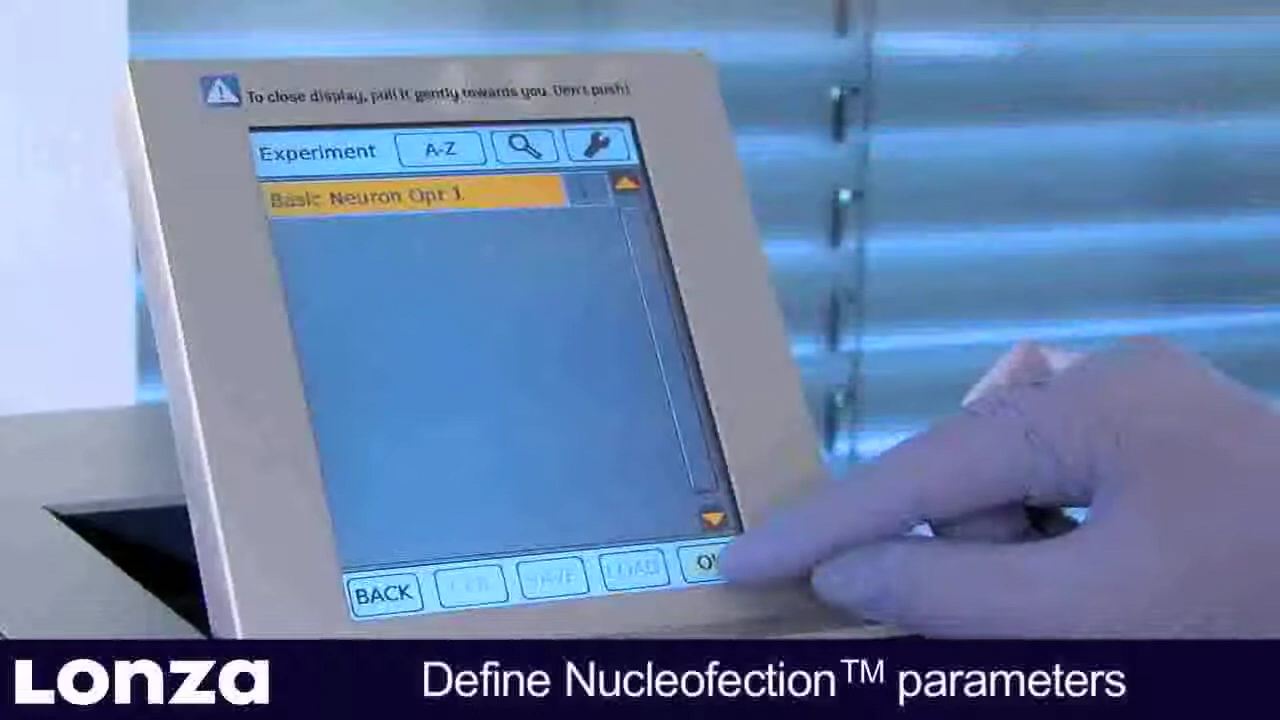 To close display, pull it gently towards you. Don't push!
Experiment A-Z
Basic Neuron Opt 1
BACK SAVE LOAD
Lonza Define Nucleofection™ parameters